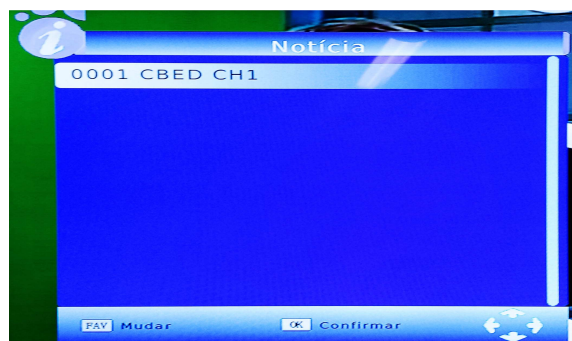 i
Notícia
0001 CBED CH1
FAV Mudar
OK Confirmar